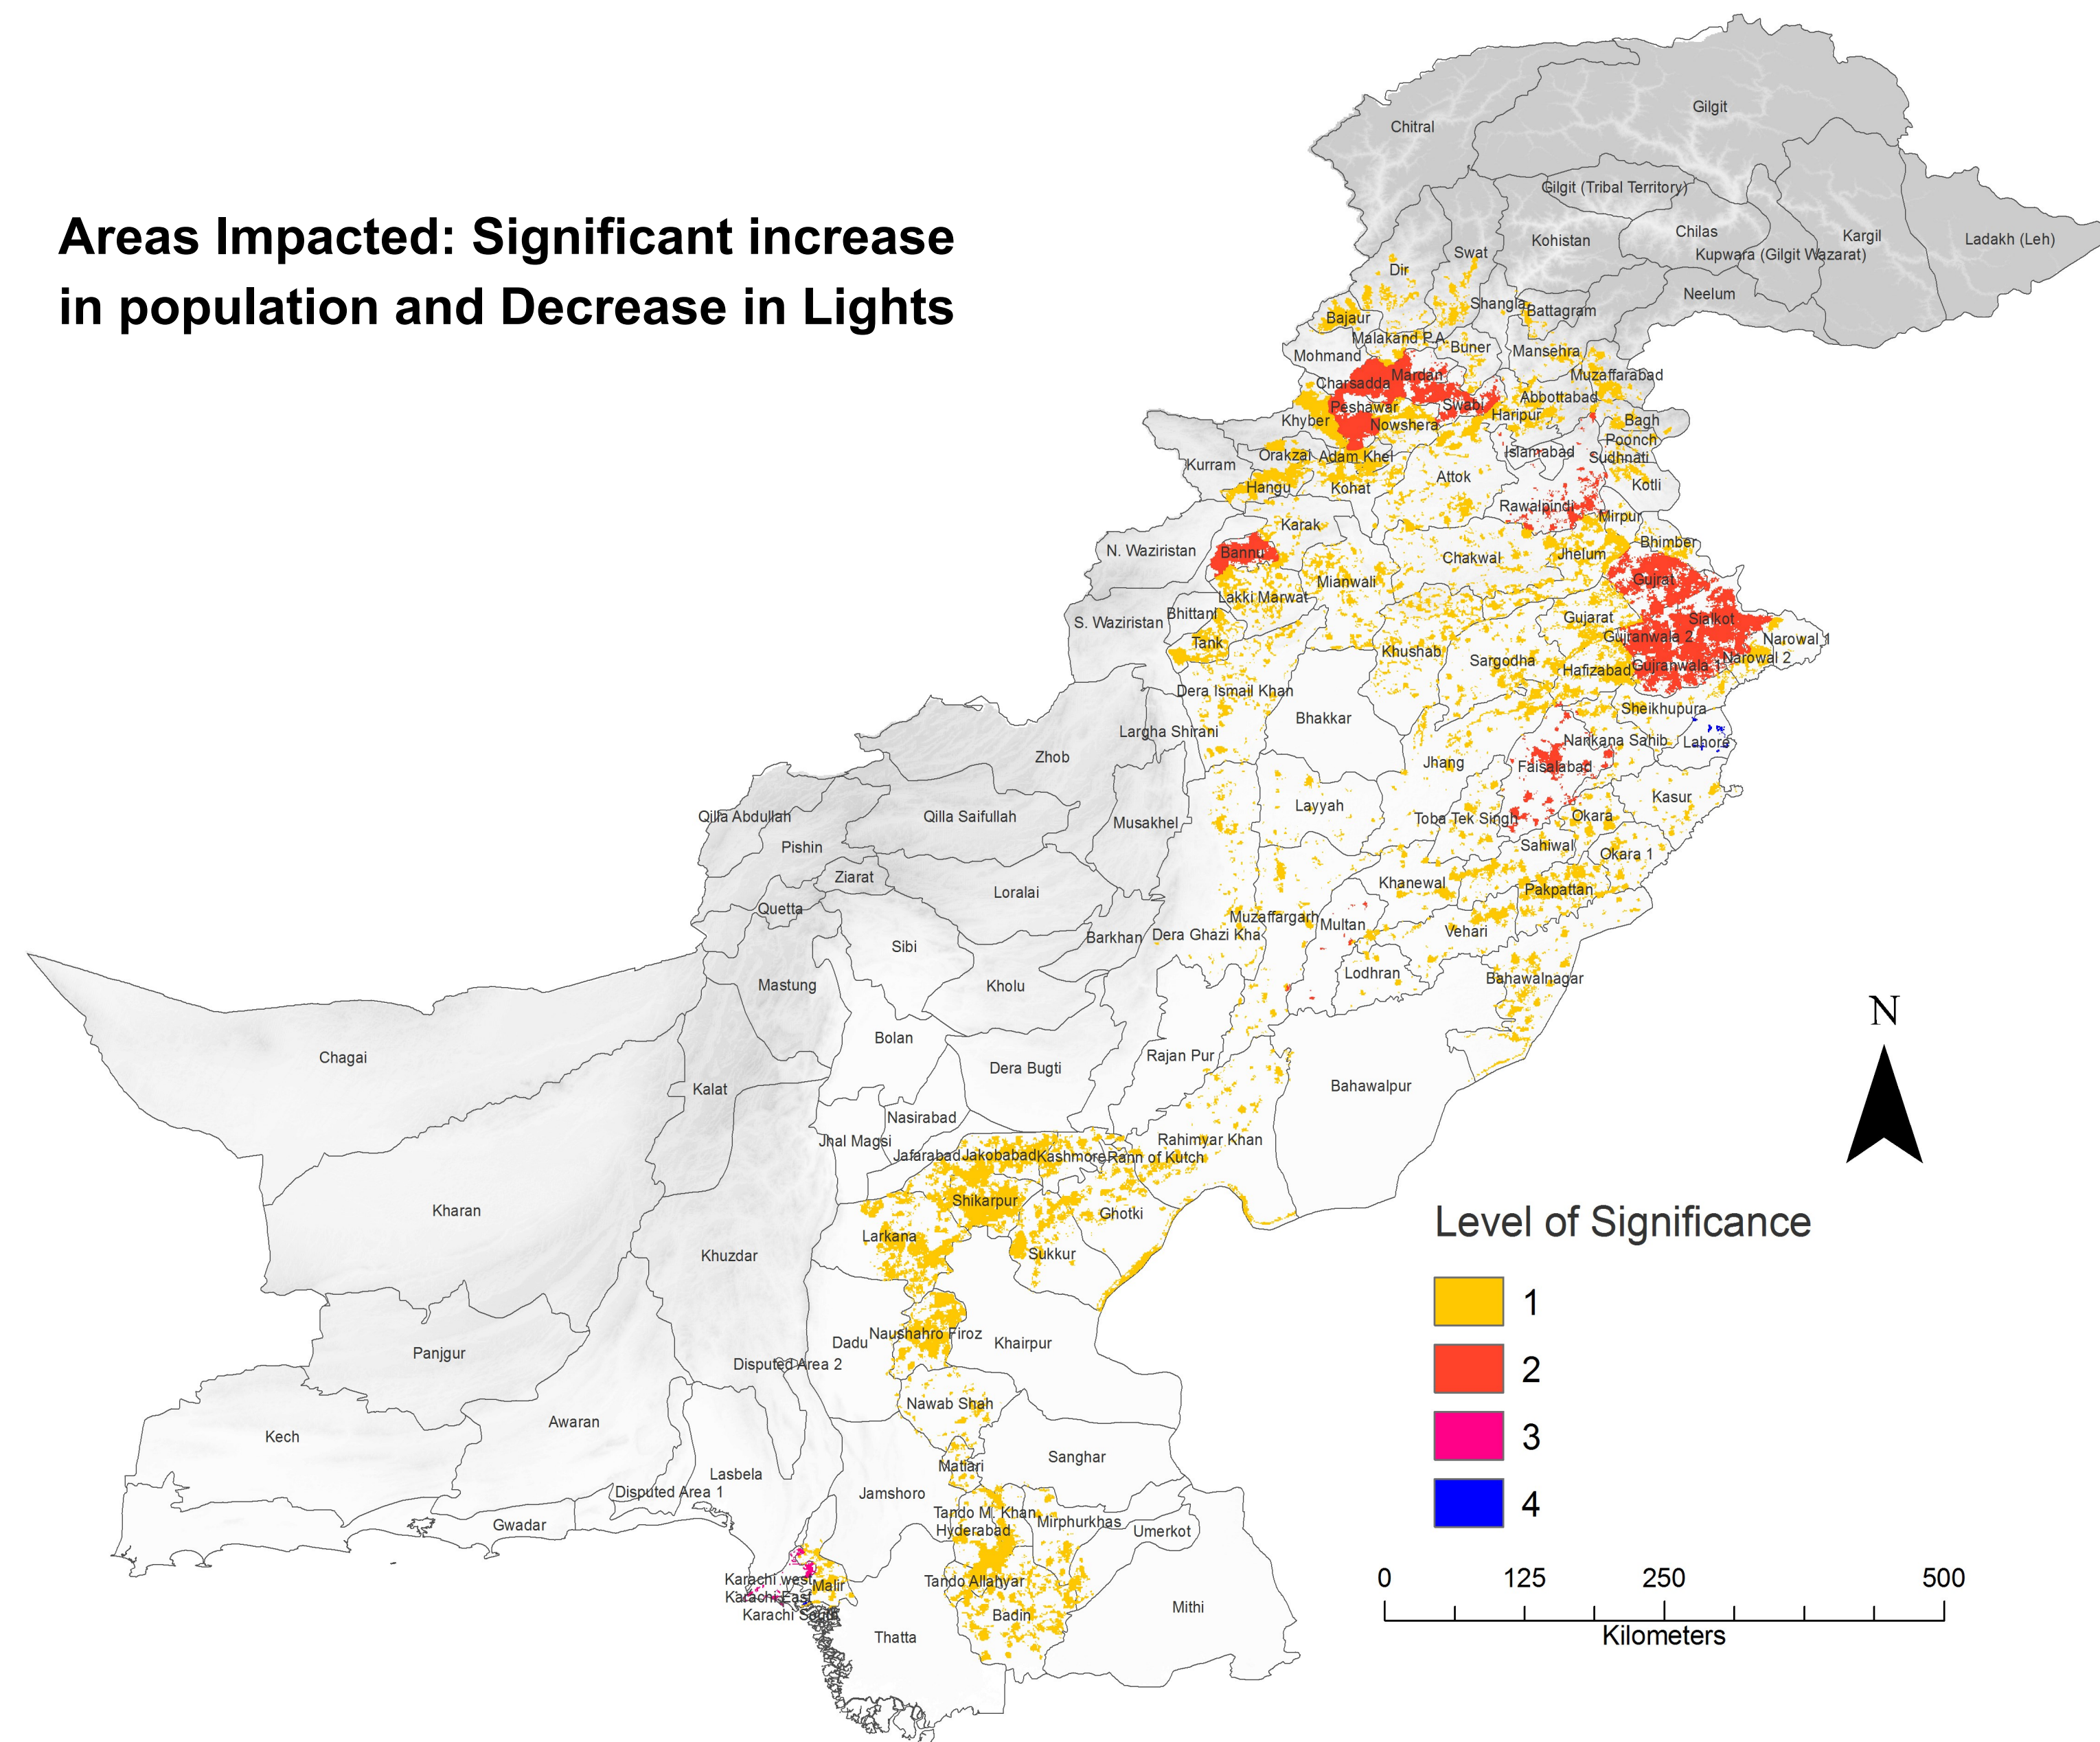 Areas Impacted: Significant increase
in population and Decrease in Lights
Gilgit
Chitral
Gilgit (Tribal Territory)
Chilas
Kohistan
Kargil
Ladakh (Leh)
Kupwara (Gilgit Wazarat)
Swat
Dir
Neelum
Shangla
Battagram
Bajaur
Malakand P.A.
Buner
Mansehra
Mohmand
Muzaffarabad
Charsadda
Mardan
Abbottabad
Peshawar
Swabi
Haripur
Khyber
Nowshera
Bagh
Poonch
Islamabad
Sudhnati
Orakzai
Adam Khel
Kurram
Attok
Hangu
Kohat
Kotli
Rawalpindi
Mirpur
Karak
Bhimber
N. Waziristan
Bannu
Chakwal
Jhelum
Mianwali
Gujrat
Lakki Marwat
Bhittani
Gujarat
Sialkot
S. Waziristan
Gujranwala 2
Narowal 1
Tank
Khushab
Sargodha
Narowal 2
Hafizabad
Gujranwala 1
Dera Ismail Khan
Sheikhupura
Bhakkar
Largha Shirani
Nankana Sahib
Lahore
Zhob
Jhang
Faisalabad
Kasur
Layyah
Qilla Abdullah
Qilla Saifullah
Musakhel
Toba Tek Singh
Okara
Pishin
Sahiwal
Okara 1
Ziarat
Khanewal
Pakpattan
Loralai
Quetta
Muzaffargarh
Multan
Vehari
Barkhan
Dera Ghazi Kha
Sibi
Lodhran
Bahawalnagar
Mastung
Kholu
Bolan
Chagai
Rajan Pur
Dera Bugti
Bahawalpur
Kalat
Nasirabad
Jhal Magsi
Rahimyar Khan
Jafarabad
Jakobabad
Kashmore
Rann of Kutch
Shikarpur
Kharan
Ghotki
Larkana
Sukkur
Khuzdar
Naushahro Firoz
Dadu
Khairpur
Panjgur
Disputed Area 2
Nawab Shah
Awaran
Kech
Sanghar
Matiari
Lasbela
Disputed Area 1
Jamshoro
Tando M. Khan
Mirphurkhas
Gwadar
Hyderabad
Umerkot
Karachi west
Malir
Tando Allahyar
Karachi East
Karachi South
Badin
Mithi
Thatta
N
Level of Significance
1
2
3
4
0 125 250 500
Kilometers